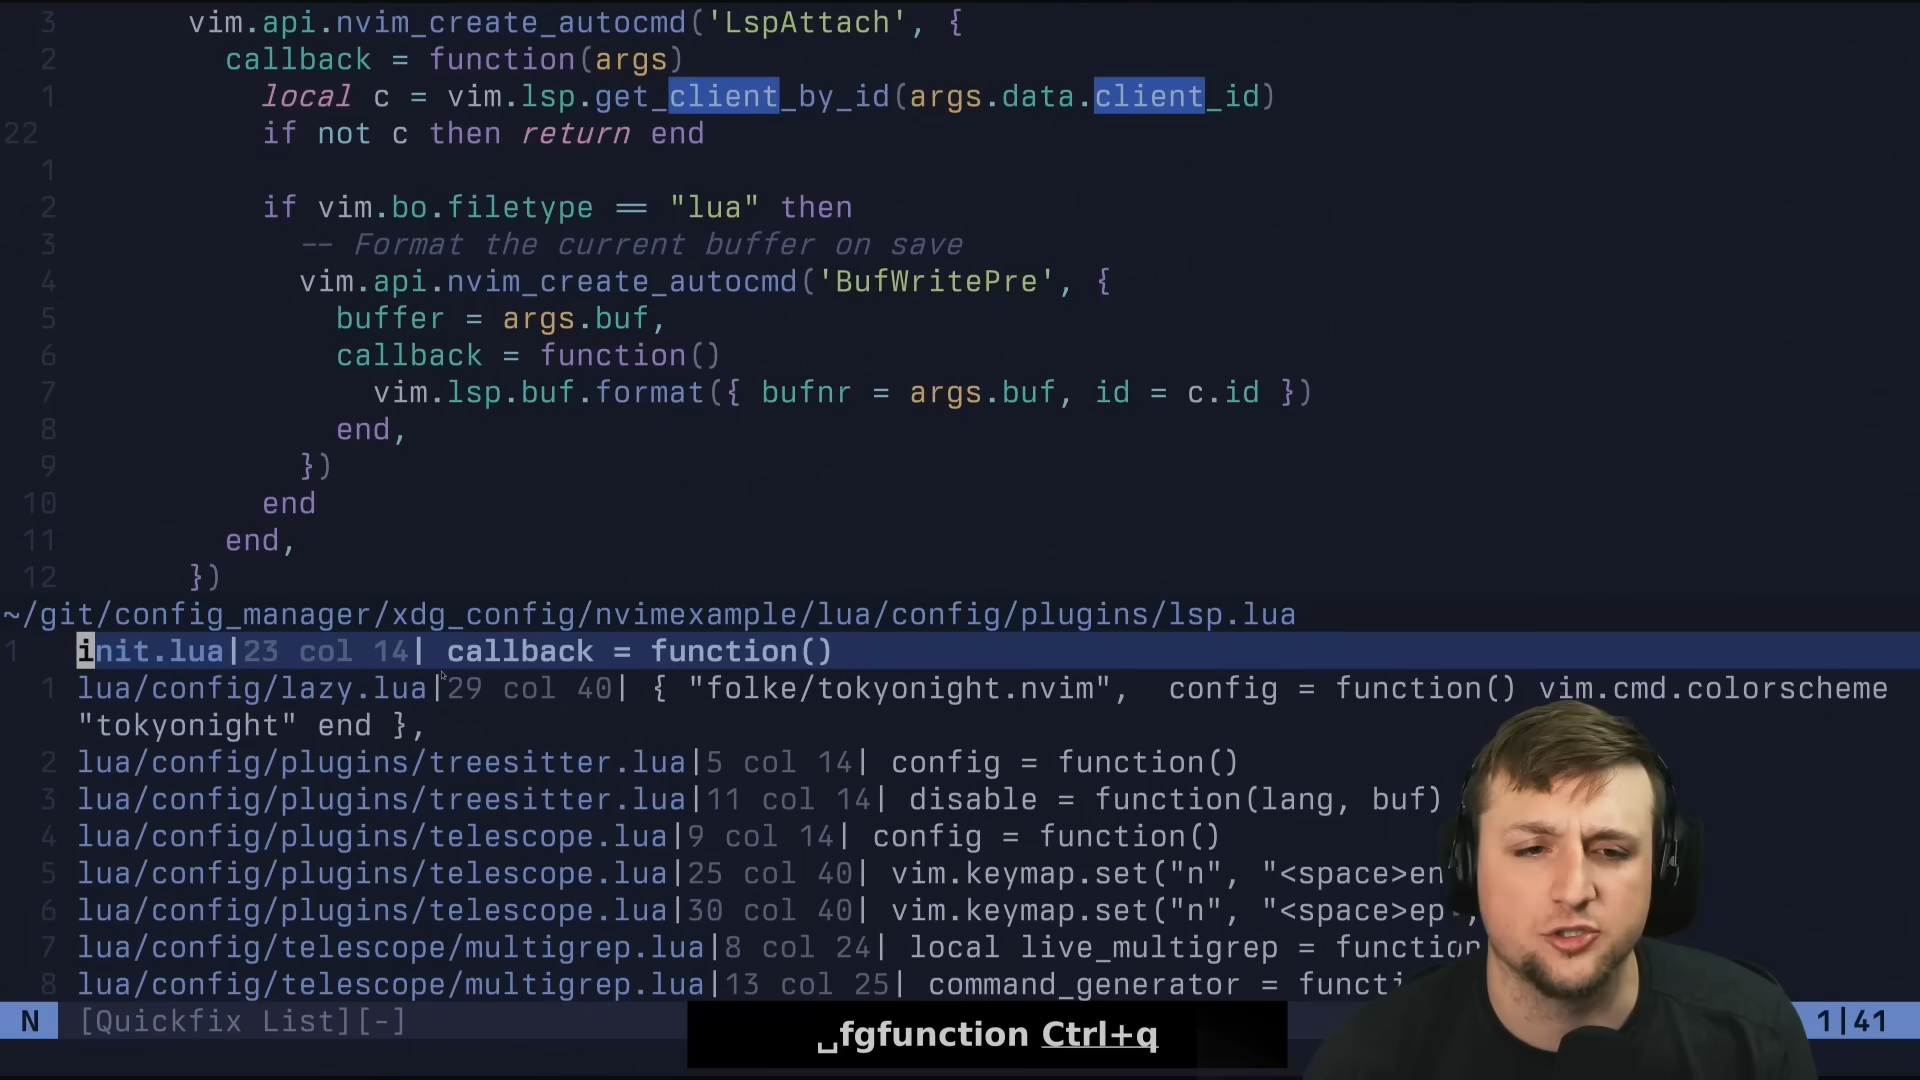 3 vim.api.nvim_create_autocmd('LspAttach', {
2 callback = function(args)
1 local c = vim.lsp.get_client_by_id(args.data.client_id)
22 if not c then return end
1
2 if vim.bo.filetype == "lua" then
3 -- Format the current buffer on save
4 vim.api.nvim_create_autocmd('BufWritePre', {
5 buffer = args.buf,
6 callback = function()
7 vim.lsp.buf.format({ bufnr = args.buf, id = c.id })
8 end,
9 })
10 end
11 end,
12 })
~/git/config_manager/xdg_config/nvimexample/lua/config/plugins/lsp.lua
1 init.lua|23 col 14| callback = function()
1 lua/config/lazy.lua|29 col 40| { "folke/tokyonight.nvim", config = function() vim.cmd.colorscheme
"tokyonight" end },
2 lua/config/plugins/treesitter.lua|5 col 14| config = function()
3 lua/config/plugins/treesitter.lua|11 col 14| disable = function(lang, buf)
4 lua/config/plugins/telescope.lua|9 col 14| config = function()
5 lua/config/plugins/telescope.lua|25 col 40| vim.keymap.set("n", "<space>en
6 lua/config/plugins/telescope.lua|30 col 40| vim.keymap.set("n", "<space>ep
7 lua/config/telescope/multigrep.lua|8 col 24| local live_multigrep = function
8 lua/config/telescope/multigrep.lua|13 col 25| command_generator = functi
N [Quickfix List][-] 1|41
␣fgfunction Ctrl+q